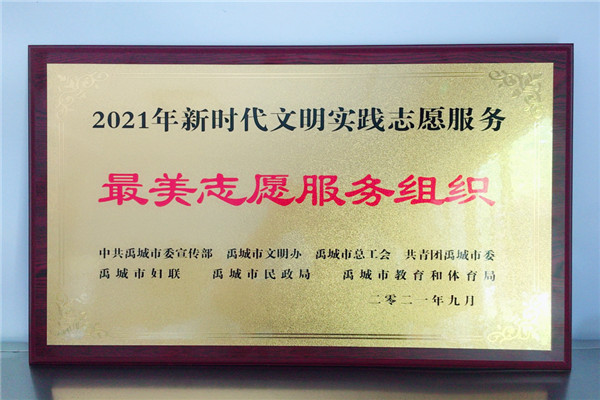 2021年新时代文明实践志愿服务
最美志愿服务组织
中共禹城市委宣传部 禹城市文明办 禹城市总工会 共青团禹城市委
禹城市妇联 禹城市民政局 禹城市教育和体育局
二〇二一年九月